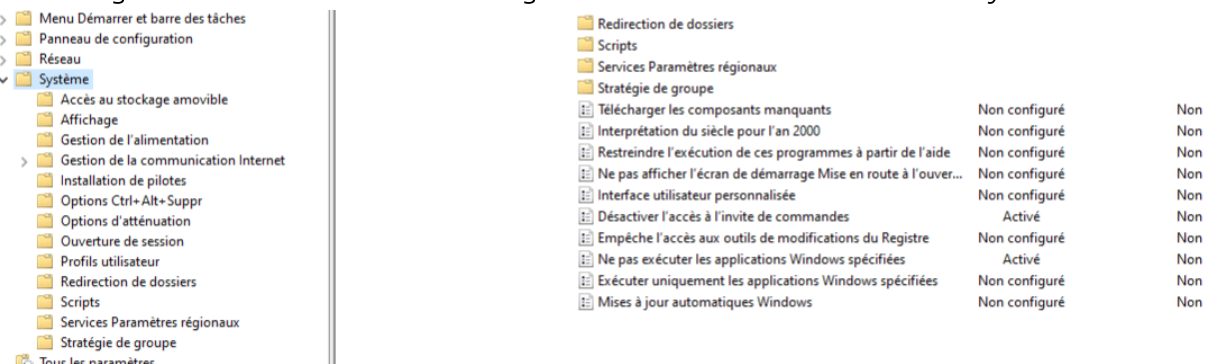 Menu Démarrer et barre des tâches
Panneau de configuration
Réseau
Système
Accès au stockage amovible
Affichage
Gestion de l'alimentation
Gestion de la communication Internet
Installation de pilotes
Options Ctrl+Alt+Suppr
Options d'atténuation
Ouverture de session
Profils utilisateur
Redirection de dossiers
Scripts
Services Paramètres régionaux
Stratégie de groupe
Tous les paramètres
Redirection de dossiers
Scripts
Services Paramètres régionaux
Stratégie de groupe
Télécharger les composants manquants Non configuré Non
Interprétation du siècle pour l'an 2000 Non configuré Non
Restreindre l'exécution de ces programmes à partir de l'aide Non configuré Non
Ne pas afficher l'écran de démarrage Mise en route à l'ouver... Non configuré Non
Interface utilisateur personnalisée Non configuré Non
Désactiver l'accès à l'invite de commandes Activé Non
Empêche l'accès aux outils de modifications du Registre Non configuré Non
Ne pas exécuter les applications Windows spécifiées Activé Non
Exécuter uniquement les applications Windows spécifiées Non configuré Non
Mises à jour automatiques Windows Non configuré Non